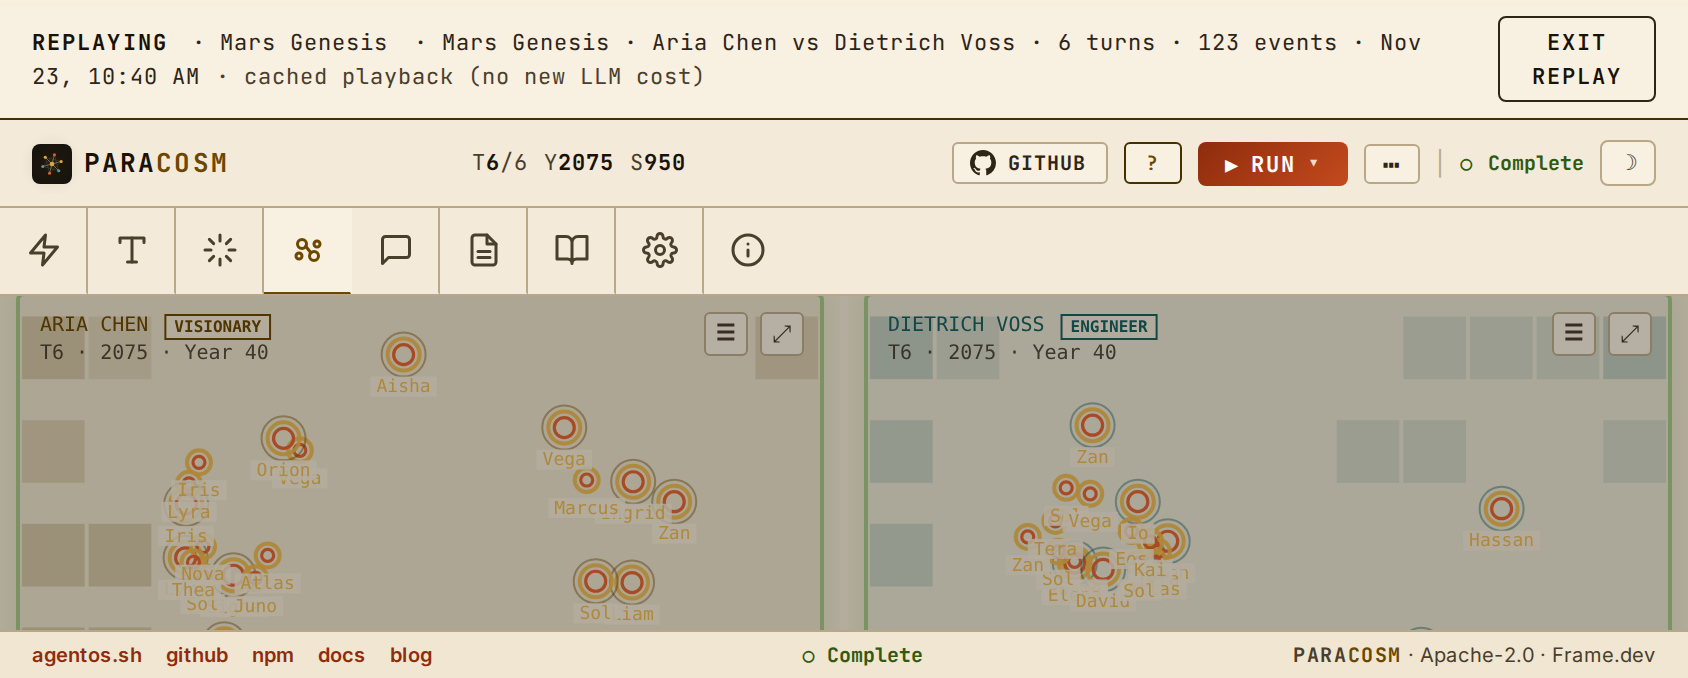 REPLAYING · Mars Genesis · Mars Genesis · Aria Chen vs Dietrich Voss · 6 turns · 123 events · Nov
23, 10:40 AM · cached playback (no new LLM cost)
EXIT
REPLAY
PARACOSM
T6/6 Y2075 S950
GITHUB
?
▶ RUN ▼
…
○ Complete
ARIA CHEN VISIONARY
T6 · 2075 · Year 40
Aisha
Orion
Vega
Vega
Iris
Lyra
Marcus
Zan
Iris
Nova
Thea
Atlas
Sol
Juno
Sol
DIETRICH VOSS ENGINEER
T6 · 2075 · Year 40
Zan
Vega
Io
Hassan
Tera
Zan
Kai
Sol
David
Sol
agentos.sh github npm docs blog
○ Complete
PARACOSM · Apache-2.0 · Frame.dev